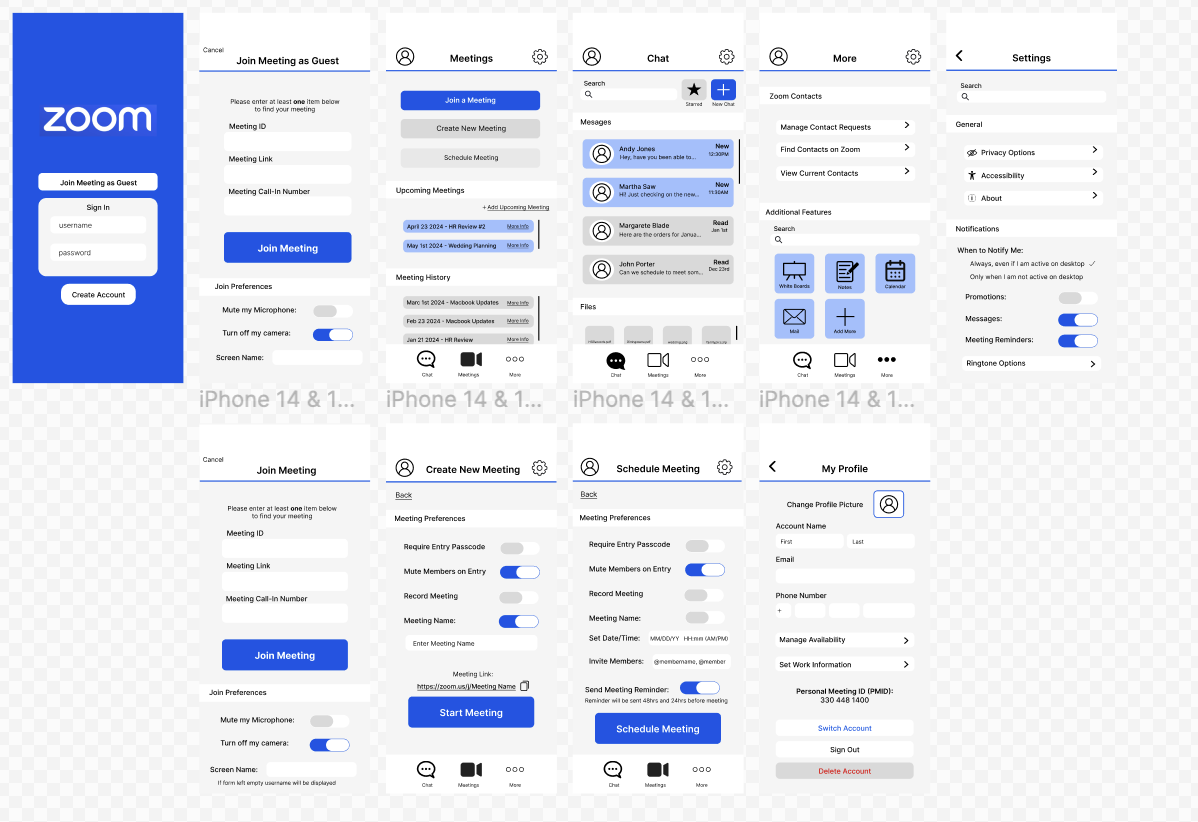 zoom
Join Meeting as Guest
Sign In
username
password
Create Account
Cancel
Join Meeting as Guest
Please enter at least one item below
to find your meeting
Meeting ID
Meeting Link
Meeting Call-In Number
Join Meeting
Join Preferences
Mute my Microphone:
Turn off my camera:
Screen Name:
iPhone 14 & 1...
Meetings
Join a Meeting
Create New Meeting
Schedule Meeting
Upcoming Meetings
+ Add Upcoming Meeting
April 23 2024 - HR Review #2 More Info
May 1st 2024 - Wedding Planning More Info
Meeting History
Marc 1st 2024 - Macbook Updates More Info
Feb 23 2024 - Macbook Updates More Info
Jan 21 2024 - HR Review More Info
Chat Meetings More
iPhone 14 & 1...
Chat
Search
Starred New Chat
Mesages
Andy Jones New
Hey, have you been able to... 12:30PM
Martha Saw New
Hi! Just checking on the new... 11:30AM
Margarete Blade Read
Here are the orders for Janua... Jan 1st
John Porter Read
Can we schedule to meet som... Dec 23rd
Files
Chat Meetings More
iPhone 14 & 1...
More
Zoom Contacts
Manage Contact Requests
Find Contacts on Zoom
View Current Contacts
Additional Features
Search
White Boards Notes Calendar
Mail Add More
Chat Meetings More
iPhone 14 & 1...
Settings
Search
General
Privacy Options
Accessibility
About
Notifications
When to Notify Me:
Always, even if I am active on desktop
Only when I am not active on desktop
Promotions:
Messages:
Meeting Reminders:
Ringtone Options
Cancel
Join Meeting
Please enter at least one item below
to find your meeting
Meeting ID
Meeting Link
Meeting Call-In Number
Join Meeting
Join Preferences
Mute my Microphone:
Turn off my camera:
Screen Name:
If form left empty username will be displayed
Create New Meeting
Back
Meeting Preferences
Require Entry Passcode
Mute Members on Entry
Record Meeting
Meeting Name:
Enter Meeting Name
Meeting Link:
https://zoom.us/j/Meeting Name
Start Meeting
Chat Meetings More
Schedule Meeting
Back
Meeting Preferences
Require Entry Passcode
Mute Members on Entry
Record Meeting
Meeting Name:
Set Date/Time: MM/DD/YY HH:mm (AM/PM)
Invite Members: @membername, @member
Send Meeting Reminder:
Reminder will be sent 48hrs and 24hrs before meeting
Schedule Meeting
Chat Meetings More
My Profile
Change Profile Picture
Account Name
First Last
Email
Phone Number
+
Manage Availability
Set Work Information
Personal Meeting ID (PMID):
330 448 1400
Switch Account
Sign Out
Delete Account